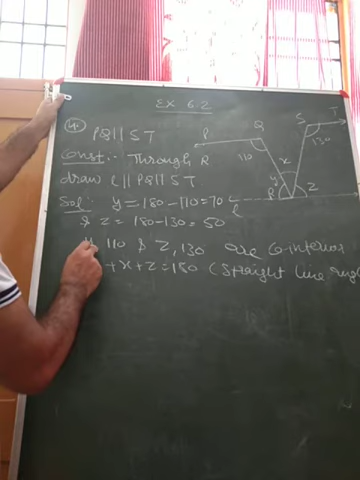 EX 6.2
4. PQ || ST
Const:- Through R
draw l || PQ || ST.
Sol:- y = 180 - 110 = 70
& z = 180 - 130 = 50
110 & z, 130 are Co-interior
+ x + z = 180 (Straight line angle
P
Q
S
T
110
130
x
y
z
R
l